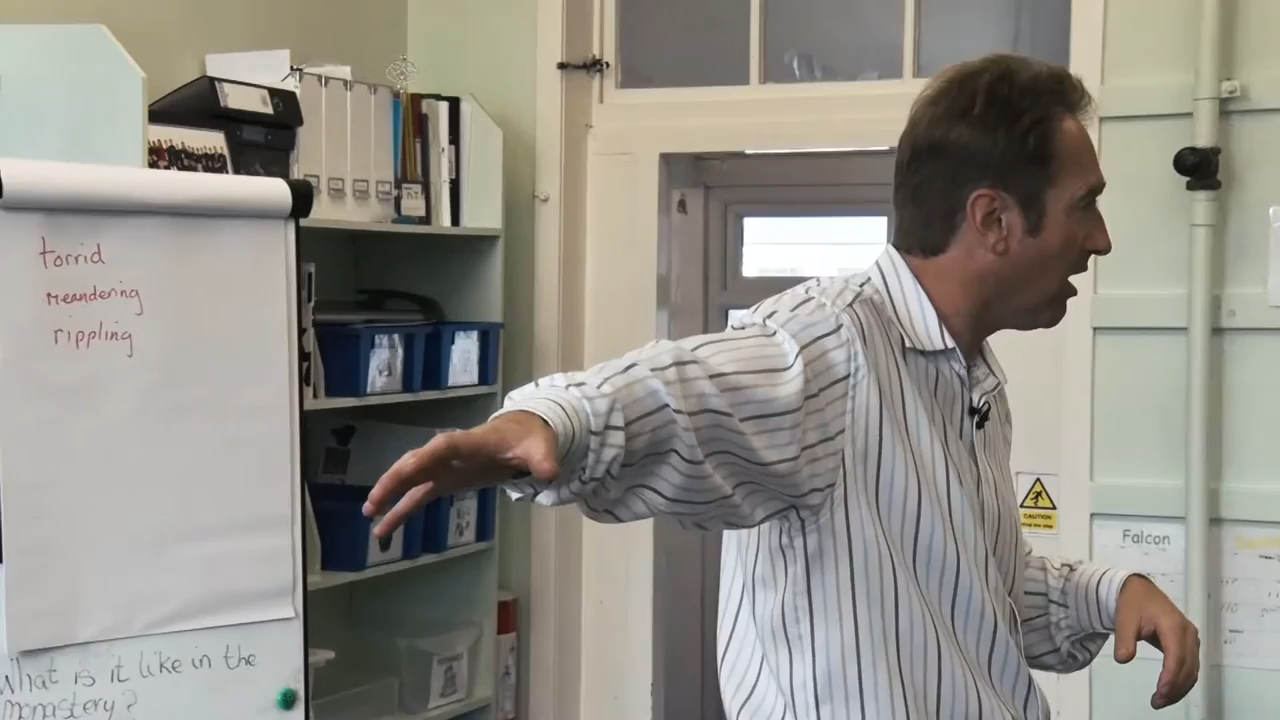 torrid
meandering
rippling
What is it like in the
monastery?
CAUTION
Falcon